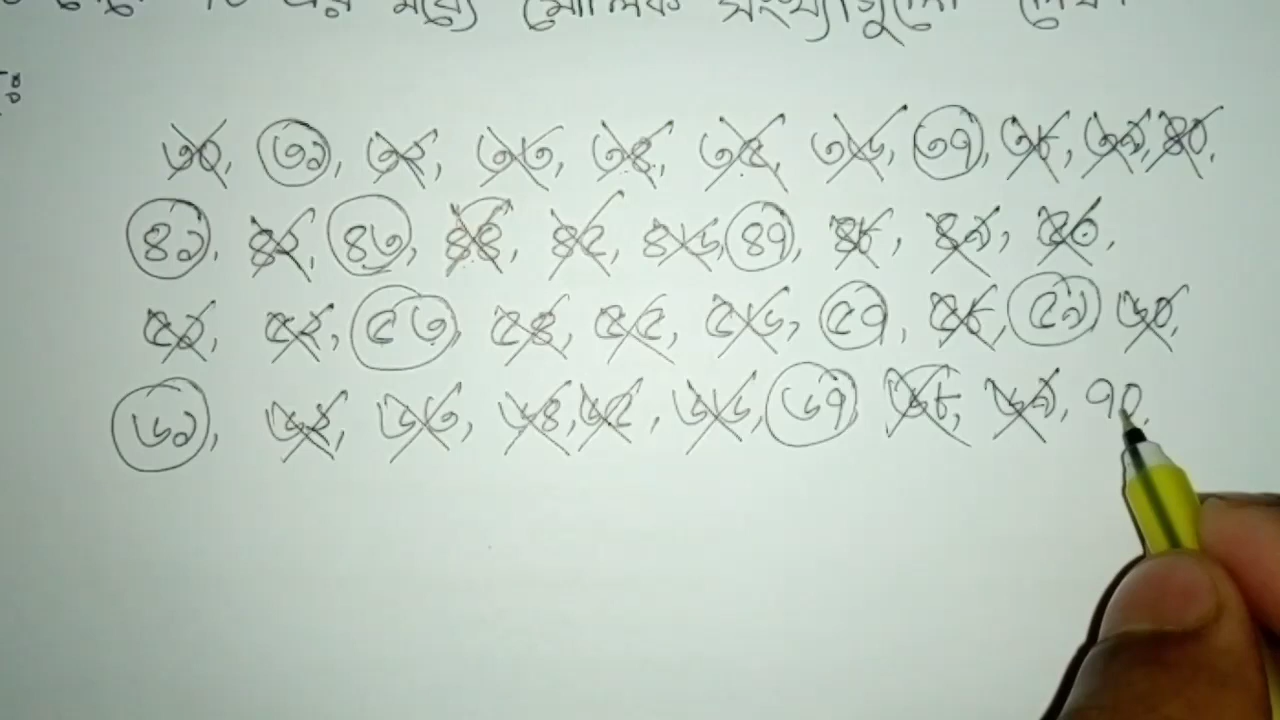 এর মধ্যে মৌলিক সংখ্যাগুলো লেখ।
৩০, ৩১, ৩২, ৩৩, ৩৪, ৩৫, ৩৬, ৩৭, ৩৮, ৩৯, ৪০,
৪১, ৪২, ৪৩, ৪৪, ৪৫, ৪৬, ৪৭, ৪৮, ৪৯, ৫০,
৫১, ৫২, ৫৩, ৫৪, ৫৫, ৫৬, ৫৭, ৫৮, ৫৯, ৬০,
৬১, ৬২, ৬৩, ৬৪, ৬৫, ৬৬, ৬৭, ৬৮, ৬৯, ৭০,